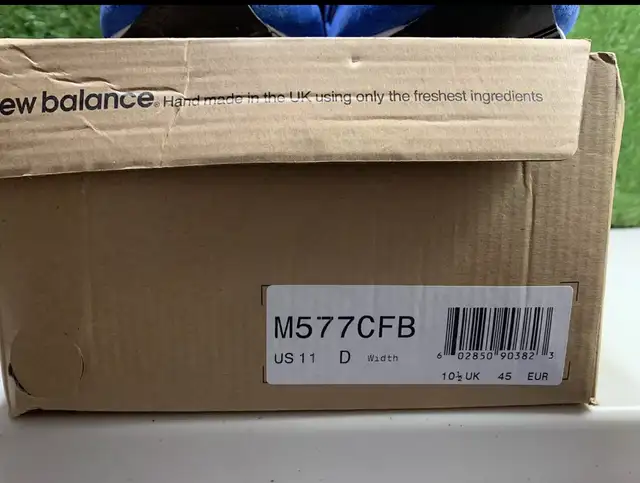 ew balance Hand made in the UK using only the freshest ingredients
M577CFB
US 11 D Width
6 02850 90382 3
10½ UK 45 EUR